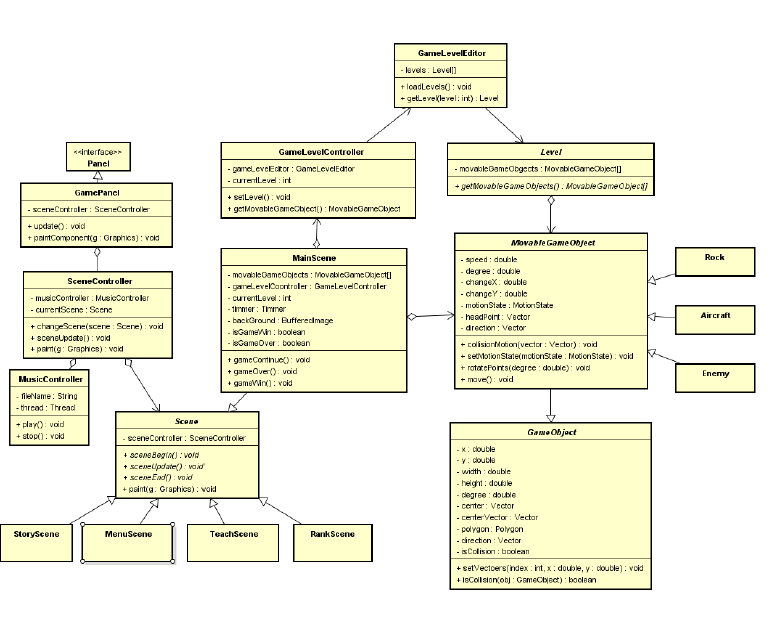 GameLevelEditor
- levels : Level[]
+ loadLevels() : void
+ getLevel(level : int) : Level
<<interface>>
Panel
GamePanel
- sceneController : SceneController
+ update() : void
+ paintComponent(g : Graphics) : void
GameLevelController
- gameLevelEditor : GameLevelEditor
- currentLevel : int
+ setLevel() : void
+ getMovableGameObject() : MovableGameObject
Level
- movableGameObgects : MovableGameObject[]
+ getMovableGameObjects() : MovableGameObject[]
SceneController
- musicController : MusicController
- currentScene : Scene
+ changeScene(scene : Scene) : void
+ sceneUpdate() : void
+ paint(g : Graphics) : void
MainScene
- movableGameObjects : MovableGameObject[]
- gameLevelCountroller : GameLevelController
- currentLevel : int
- timmer : Timmer
- backGround : BufferedImage
- isGameWin : boolean
- isGameOver : boolean
+ gameContinue() : void
+ gameOver() : void
+ gameWin() : void
MovableGameObject
- speed : double
- degree : double
- changeX : double
- changeY : double
- motionState : MotionState
- headPoint : Vector
- direction : Vector
+ collisionMotion(vector : Vector) : void
+ setMotionState(motionState : MotionState) : void
+ rotatePoints(degree : double) : void
+ move() : void
Rock
Aircraft
Enemy
MusicController
- fileName : String
- thread : Thread
+ play() : void
+ stop() : void
Scene
- sceneController : SceneController
+ sceneBegin() : void
+ sceneUpdate() : void
+ sceneEnd() : void
+ paint(g : Graphics) : void
GameObject
- x : double
- y : double
- width : double
- height : double
- degree : double
- center : Vector
- centerVector : Vector
- polygon : Polygon
- direction : Vector
- isCollision : boolean
+ setVectoers(index : int, x : double, y : double) : void
+ isCollision(obj : GameObject) : boolean
StoryScene
MenuScene
TeachScene
RankScene